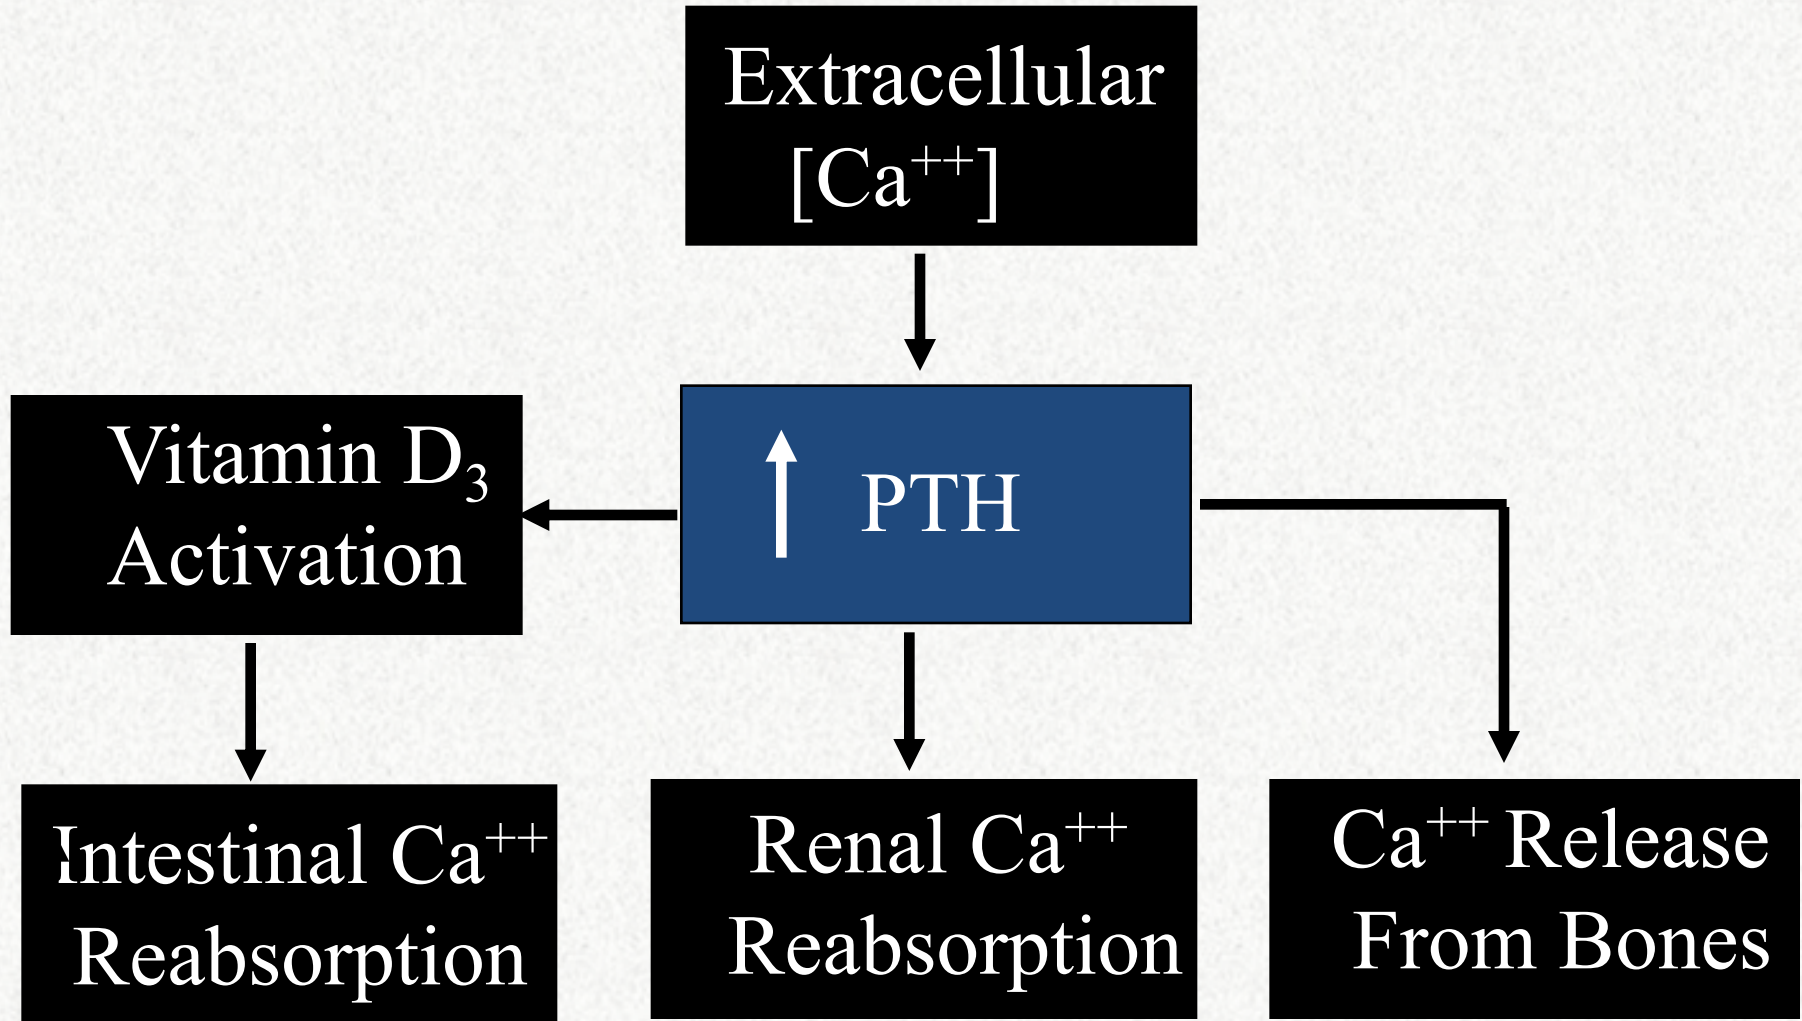 Extracellular
[Ca⁺⁺]
Vitamin D₃
Activation
PTH
Intestinal Ca⁺⁺
Reabsorption
Renal Ca⁺⁺
Reabsorption
Ca⁺⁺ Release
From Bones